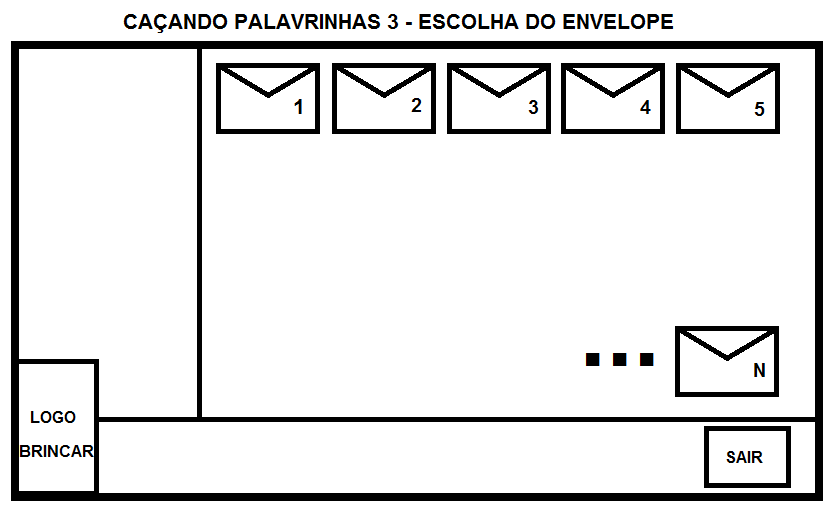 CAÇANDO PALAVRINHAS 3 - ESCOLHA DO ENVELOPE
1 2 3 4 5
N
LOGO
BRINCAR
SAIR